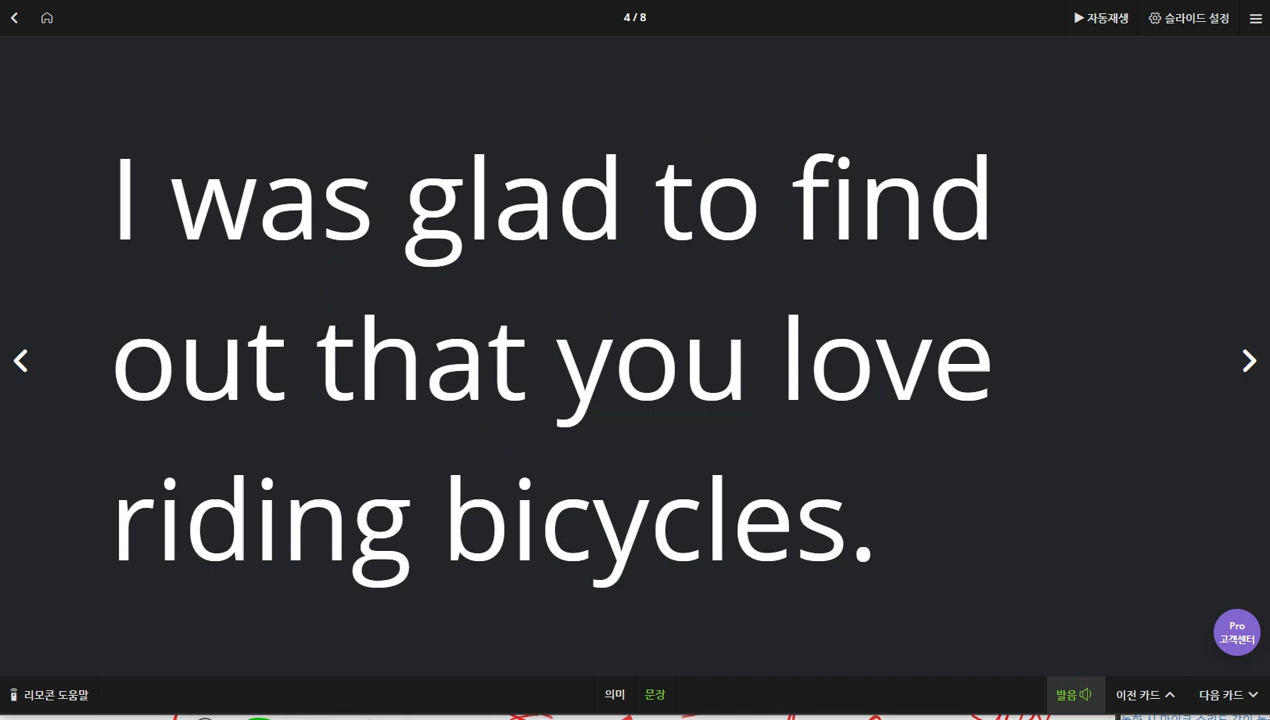 4 / 8
자동재생
슬라이드 설정
I was glad to find
out that you love
riding bicycles.
Pro
고객센터
리모콘 도움말
의미
문장
발음
이전 카드
다음 카드